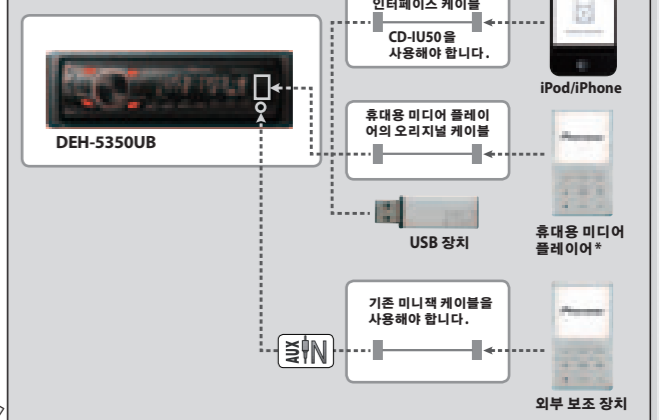 인터페이스 케이블
CD-IU50을
사용해야 합니다.
iPod/iPhone
DEH-5350UB
휴대용 미디어 플레이
어의 오리지널 케이블
USB 장치
휴대용 미디어
플레이어*
기존 미니잭 케이블을
사용해야 합니다.
AUX IN
외부 보조 장치